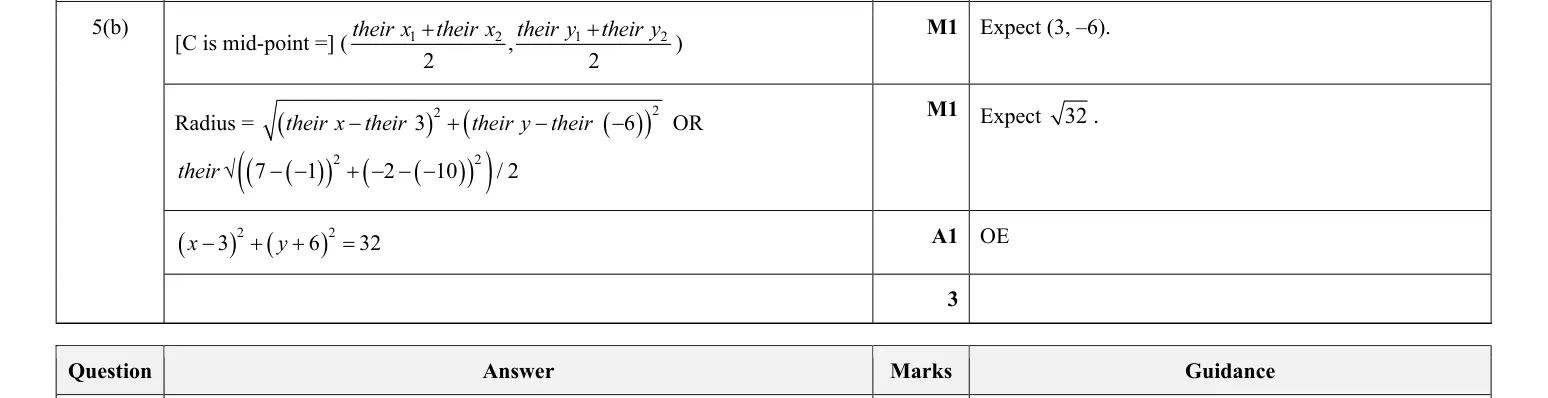 5(b) [C is mid-point =] ( (their x₁ + their x₂)/2 , (their y₁ + their y₂)/2 ) M1 Expect (3, –6).
Radius = √((their x − their 3)² + (their y − their (−6))²) OR M1 Expect √32 .
their √((7 − (−1))² + (−2 − (−10))²) / 2
(x − 3)² + (y + 6)² = 32 A1 OE
3
Question Answer Marks Guidance